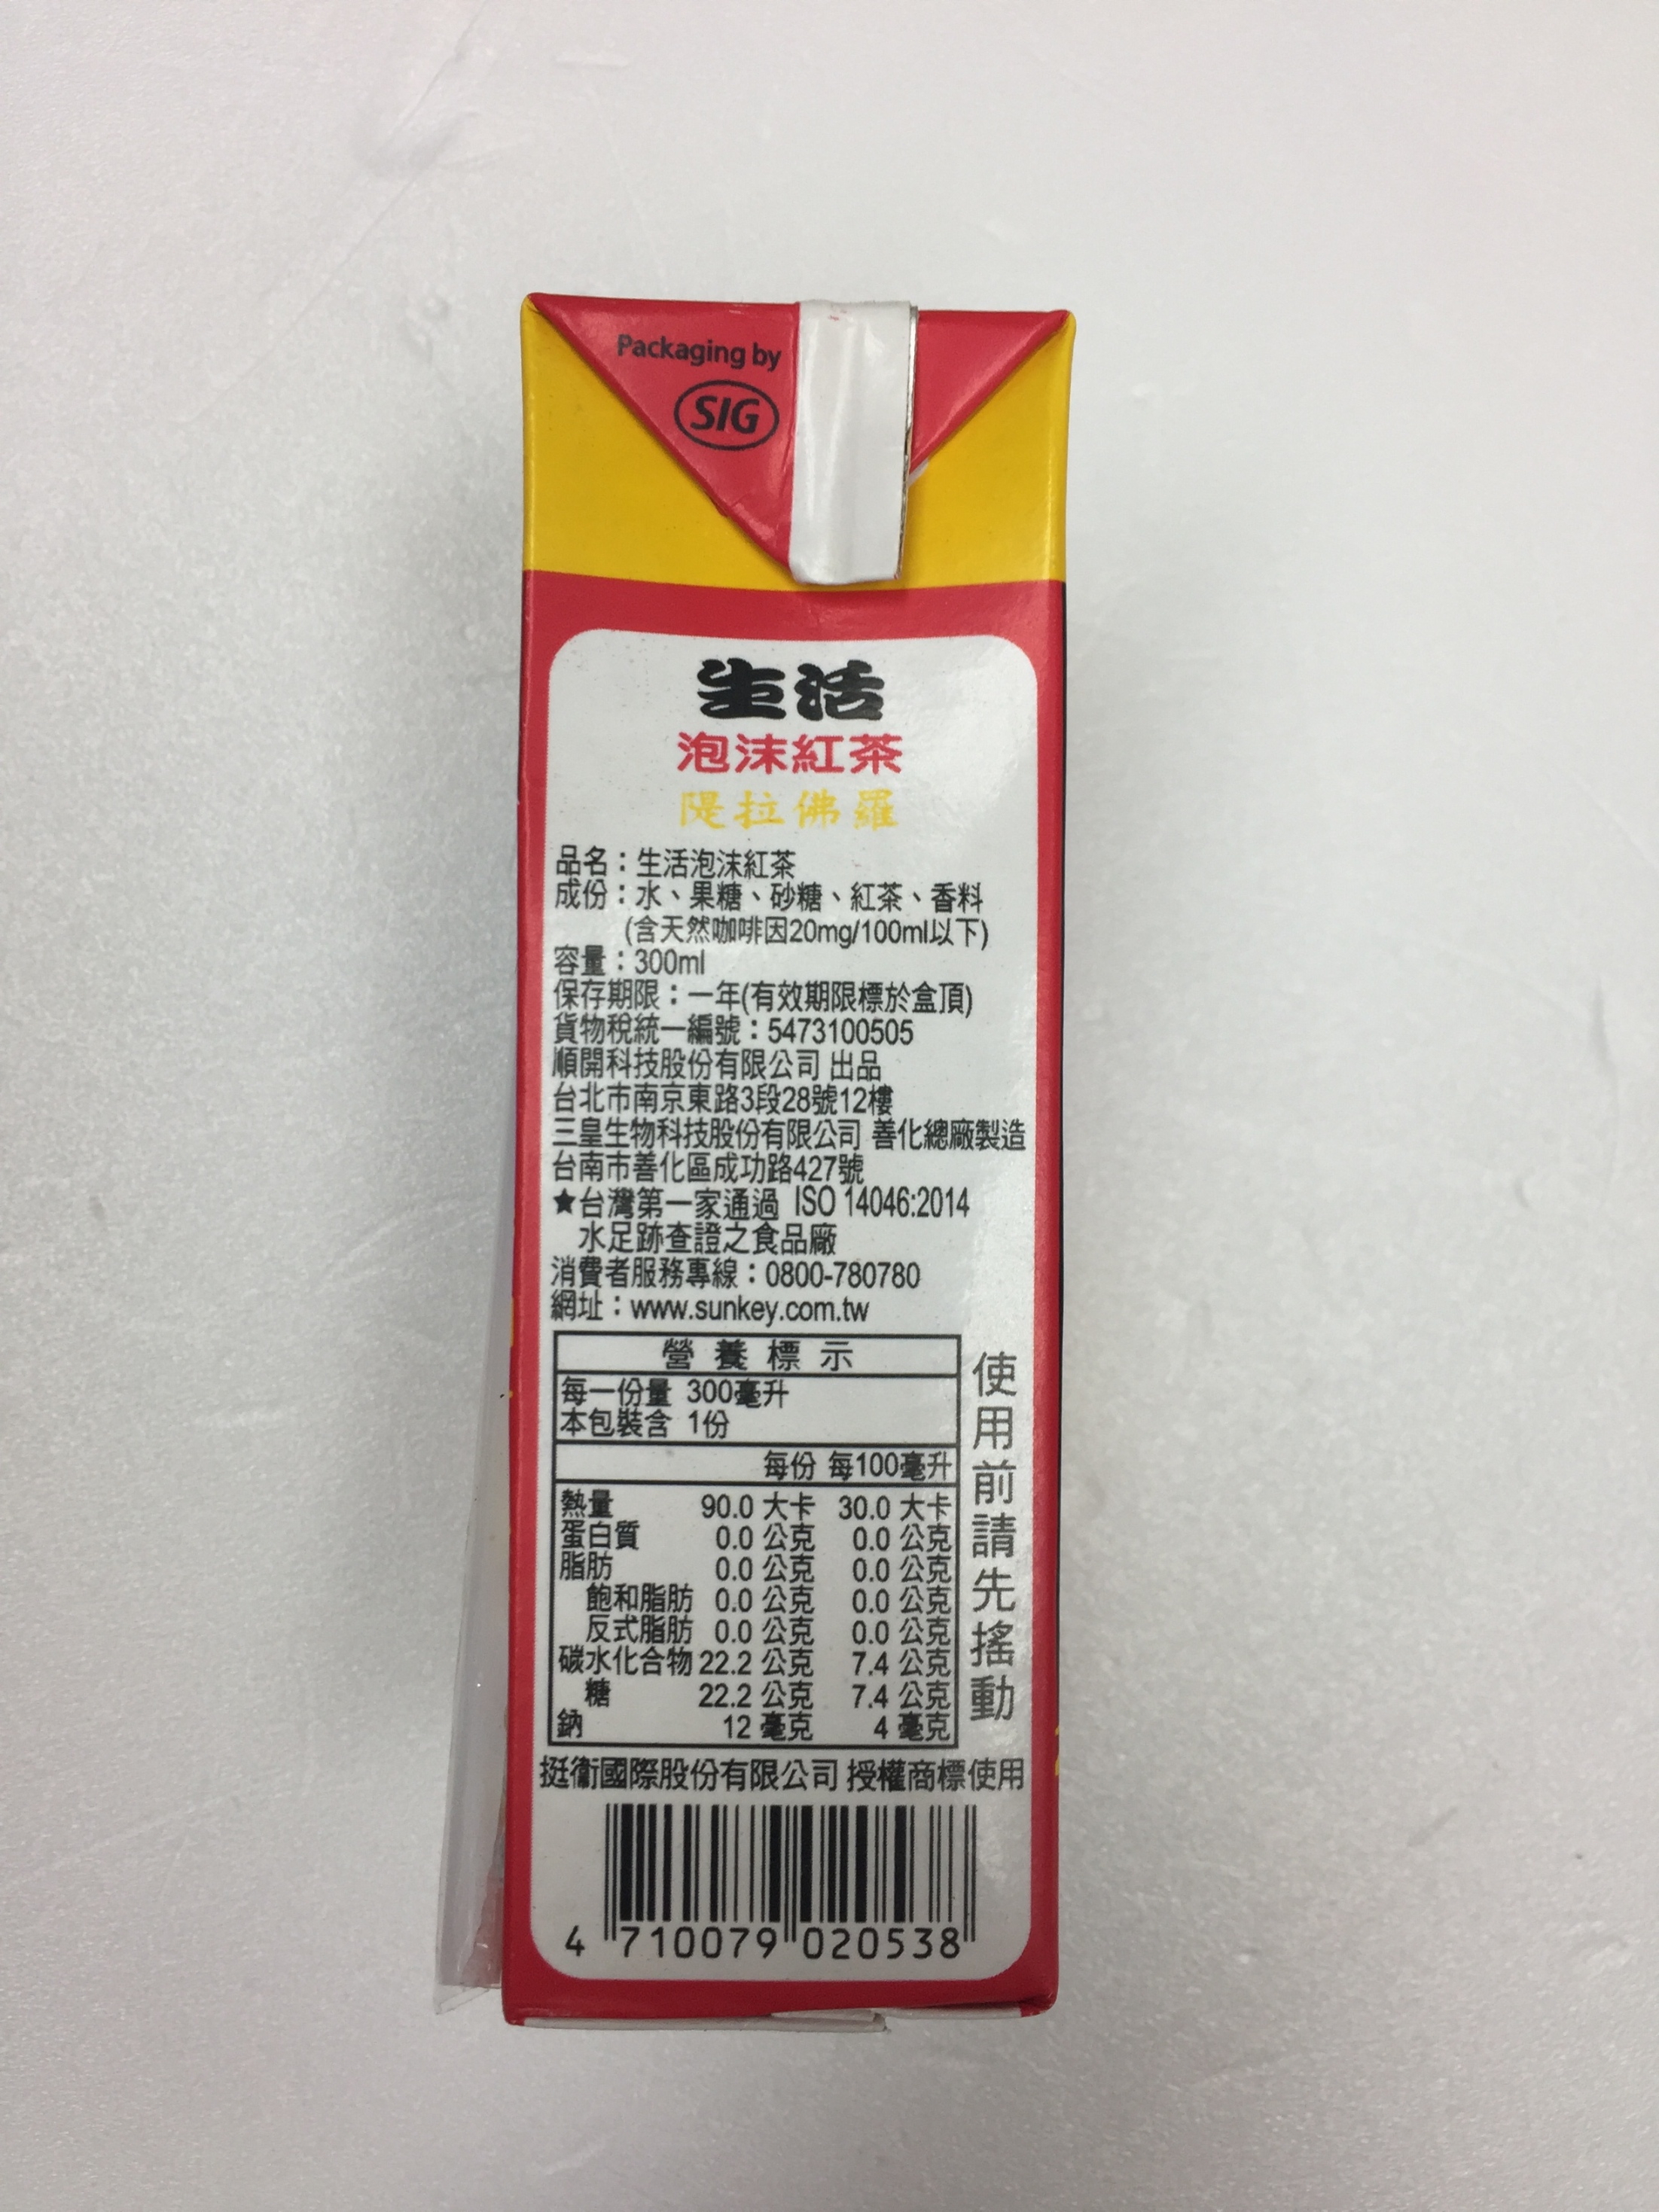 Packaging by
SIG
生活
泡沫紅茶
隄拉佛羅
品名：生活泡沫紅茶
成份：水、果糖、砂糖、紅茶、香料
(含天然咖啡因20mg/100ml以下)
容量：300ml
保存期限：一年(有效期限標於盒頂)
貨物稅統一編號：5473100505
順開科技股份有限公司 出品
台北市南京東路3段28號12樓
三皇生物科技股份有限公司 善化總廠製造
台南市善化區成功路427號
★台灣第一家通過 ISO 14046:2014
水足跡查證之食品廠
消費者服務專線：0800-780780
網址：www.sunkey.com.tw
營養標示
每一份量 300毫升
本包裝含 1份
每份 每100毫升
熱量 90.0 大卡 30.0 大卡
蛋白質 0.0 公克 0.0 公克
脂肪 0.0 公克 0.0 公克
飽和脂肪 0.0 公克 0.0 公克
反式脂肪 0.0 公克 0.0 公克
碳水化合物 22.2 公克 7.4 公克
糖 22.2 公克 7.4 公克
鈉 12 毫克 4 毫克
使用前請先搖動
挺衛國際股份有限公司 授權商標使用
4 710079 020538